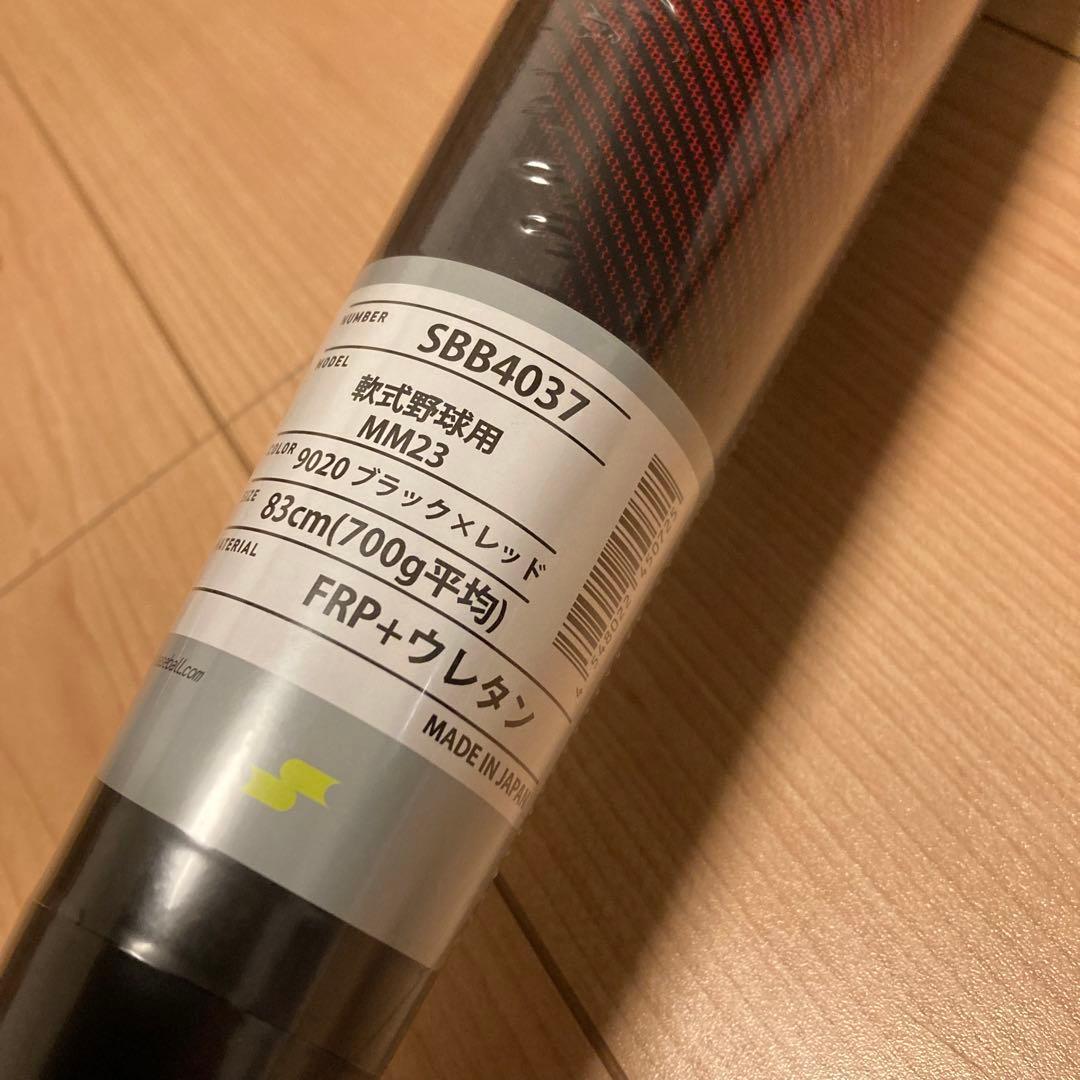 NUMBER SBB4037
MODEL 軟式野球用
MM23
COLOR 9020 ブラック×レッド
SIZE 83cm(700g平均)
MATERIAL FRP+ウレタン
MADE IN JAPAN